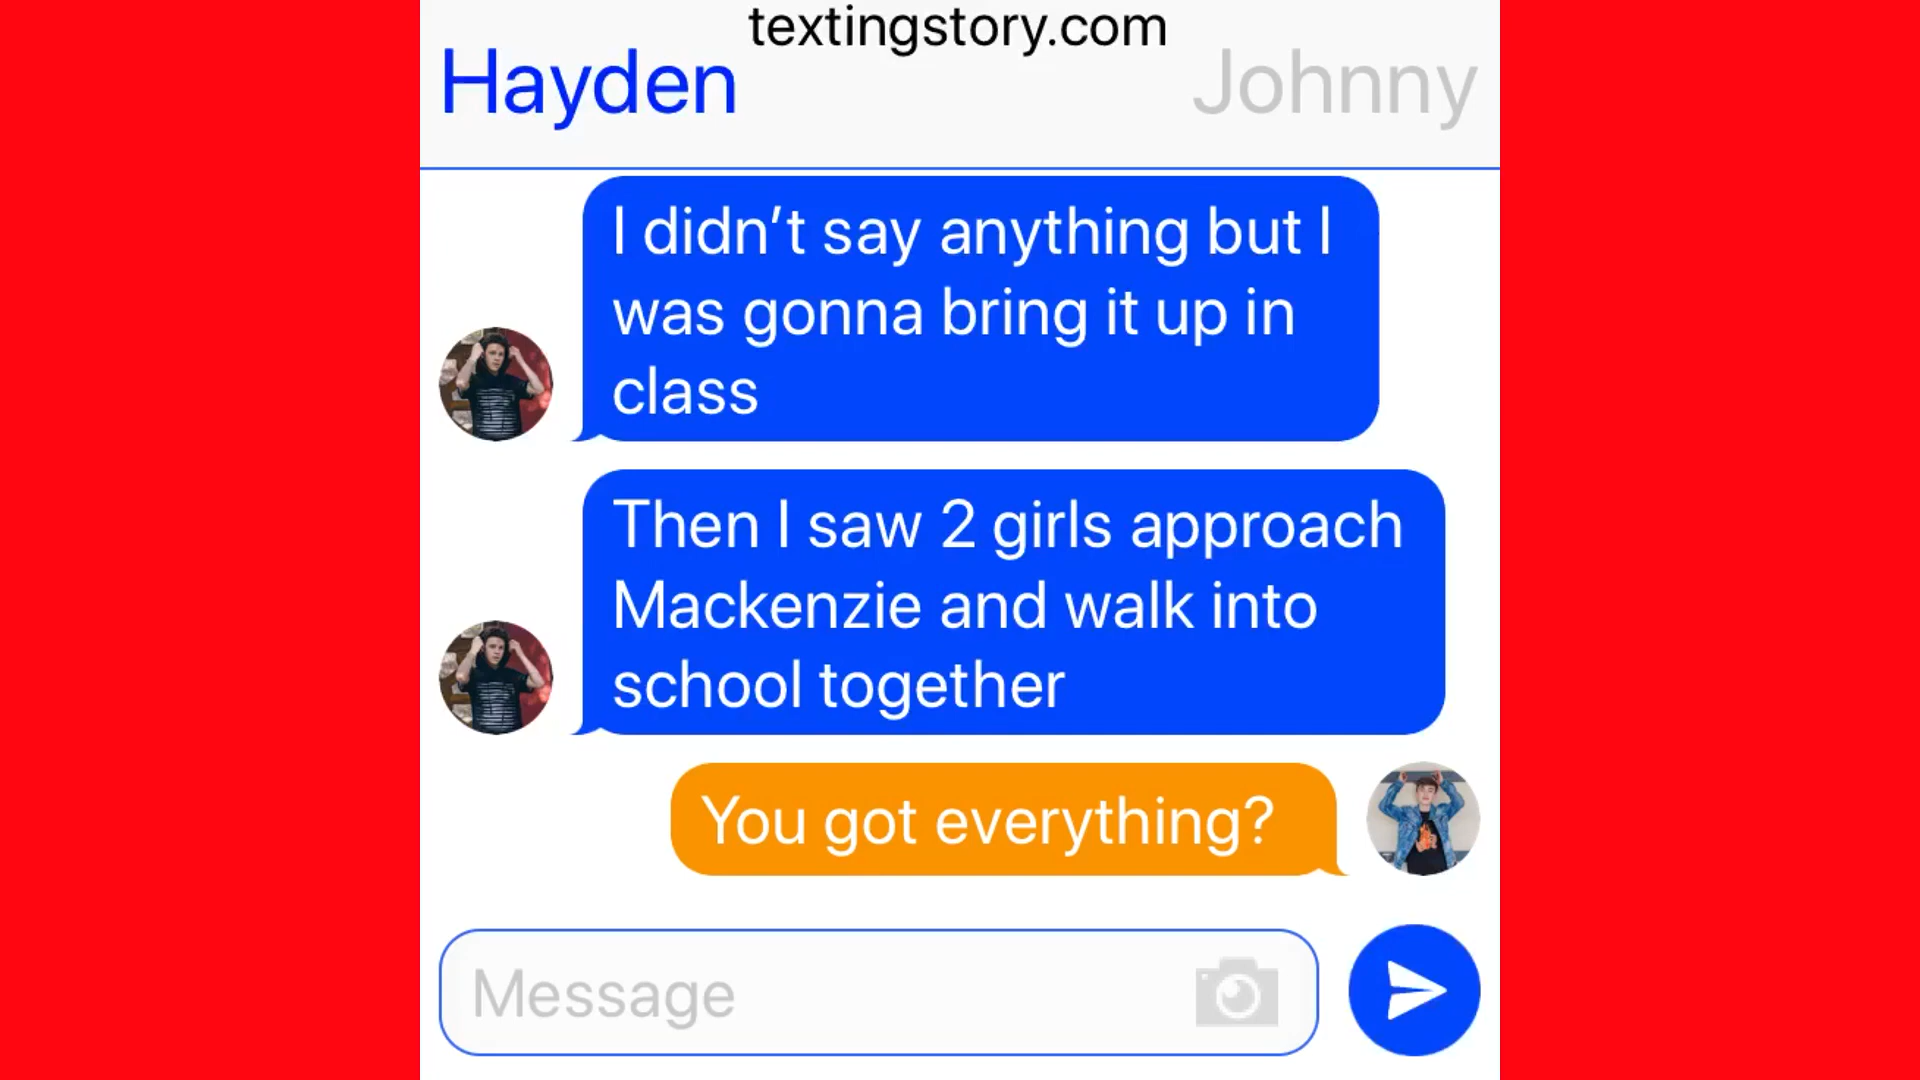 textingstory.com
Hayden
Johnny
I didn’t say anything but I
was gonna bring it up in
class
Then I saw 2 girls approach
Mackenzie and walk into
school together
You got everything?
Message